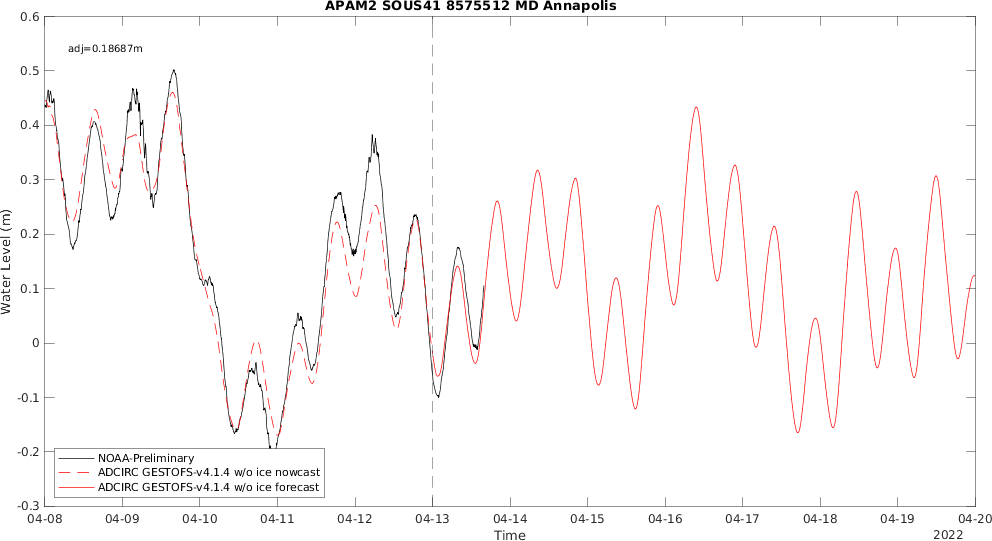 APAM2 SOUS41 8575512 MD Annapolis
adj=0.18687m
0.6
0.5
0.4
0.3
0.2
0.1
0
-0.1
-0.2
-0.3
Water Level (m)
NOAA-Preliminary
ADCIRC GESTOFS-v4.1.4 w/o ice nowcast
ADCIRC GESTOFS-v4.1.4 w/o ice forecast
04-08 04-09 04-10 04-11 04-12 04-13 04-14 04-15 04-16 04-17 04-18 04-19 04-20
Time
2022